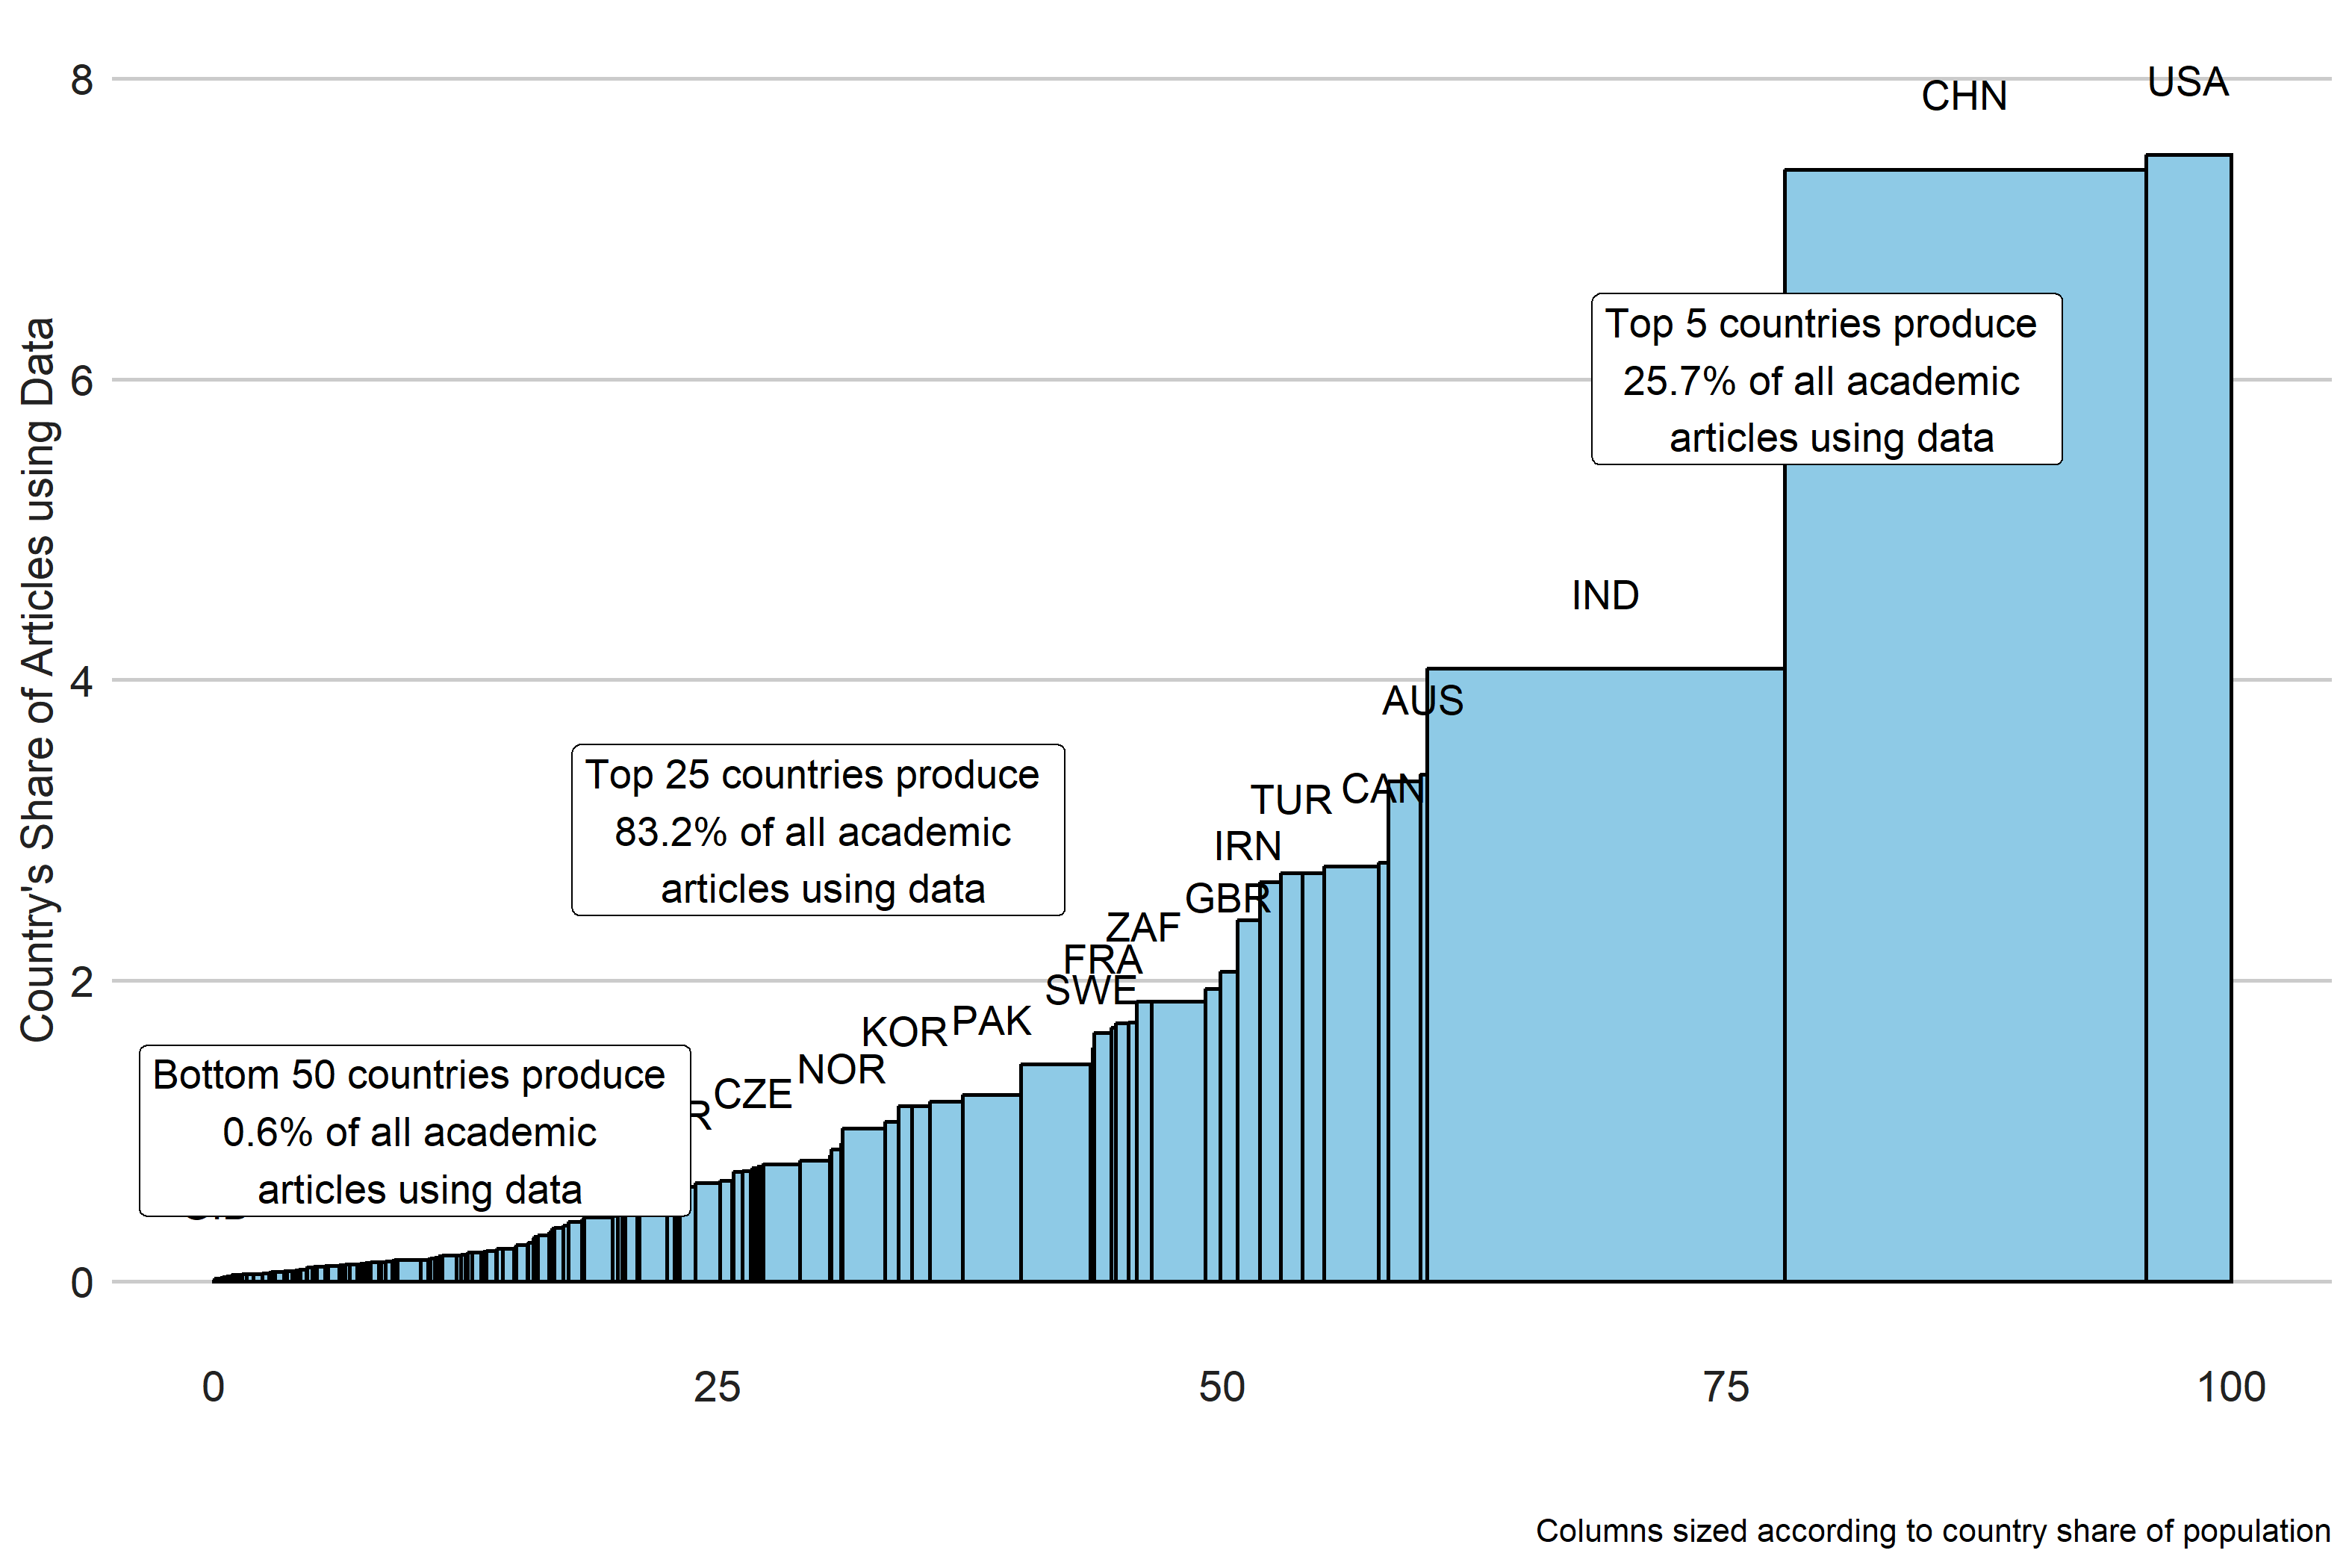 8
USA
CHN
Top 5 countries produce
25.7% of all academic
articles using data
6
Country's Share of Articles using Data
IND
4
AUS
Top 25 countries produce
83.2% of all academic
articles using data
CAN
TUR
IRN
GBR
ZAF
FRA
SWE
2
PAK
KOR
NOR
CZE
Bottom 50 countries produce
0.6% of all academic
articles using data
0
0 25 50 75 100
Columns sized according to country share of population